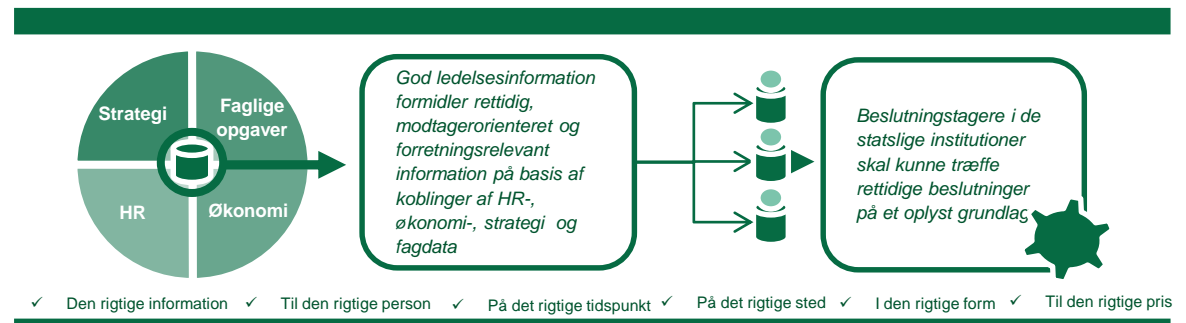 Strategi
Faglige
opgaver
HR
Økonomi
God ledelsesinformation
formidler rettidig,
modtagerorienteret og
forretningsrelevant
information på basis af
koblinger af HR-,
økonomi-, strategi og
fagdata
Beslutningstagere i de
statslige institutioner
skal kunne træffe
rettidige beslutninger
på et oplyst grundlag
✓ Den rigtige information ✓ Til den rigtige person ✓ På det rigtige tidspunkt ✓ På det rigtige sted ✓ I den rigtige form ✓ Til den rigtige pris